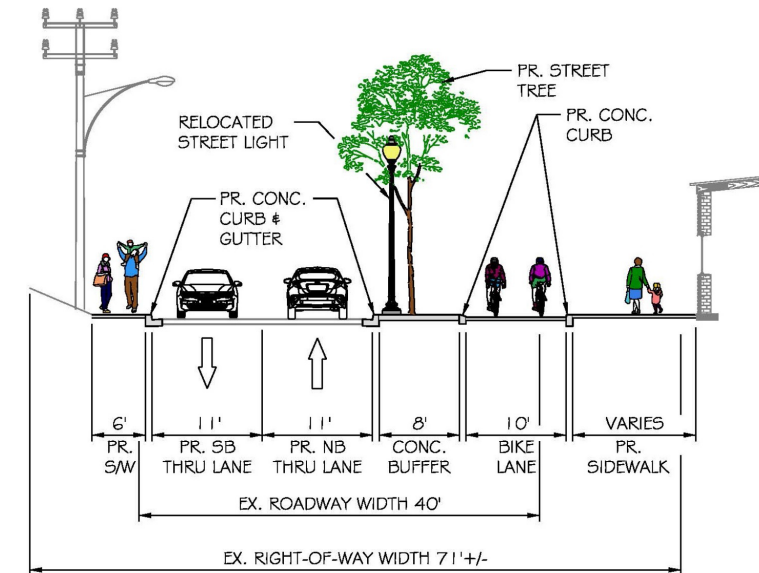 PR. STREET
TREE
PR. CONC.
CURB
RELOCATED
STREET LIGHT
PR. CONC.
CURB &
GUTTER
6'
PR.
S/W
11'
PR. SB
THRU LANE
11'
PR. NB
THRU LANE
8'
CONC.
BUFFER
10'
BIKE
LANE
VARIES
PR.
SIDEWALK
EX. ROADWAY WIDTH 40'
EX. RIGHT-OF-WAY WIDTH 71'+/-